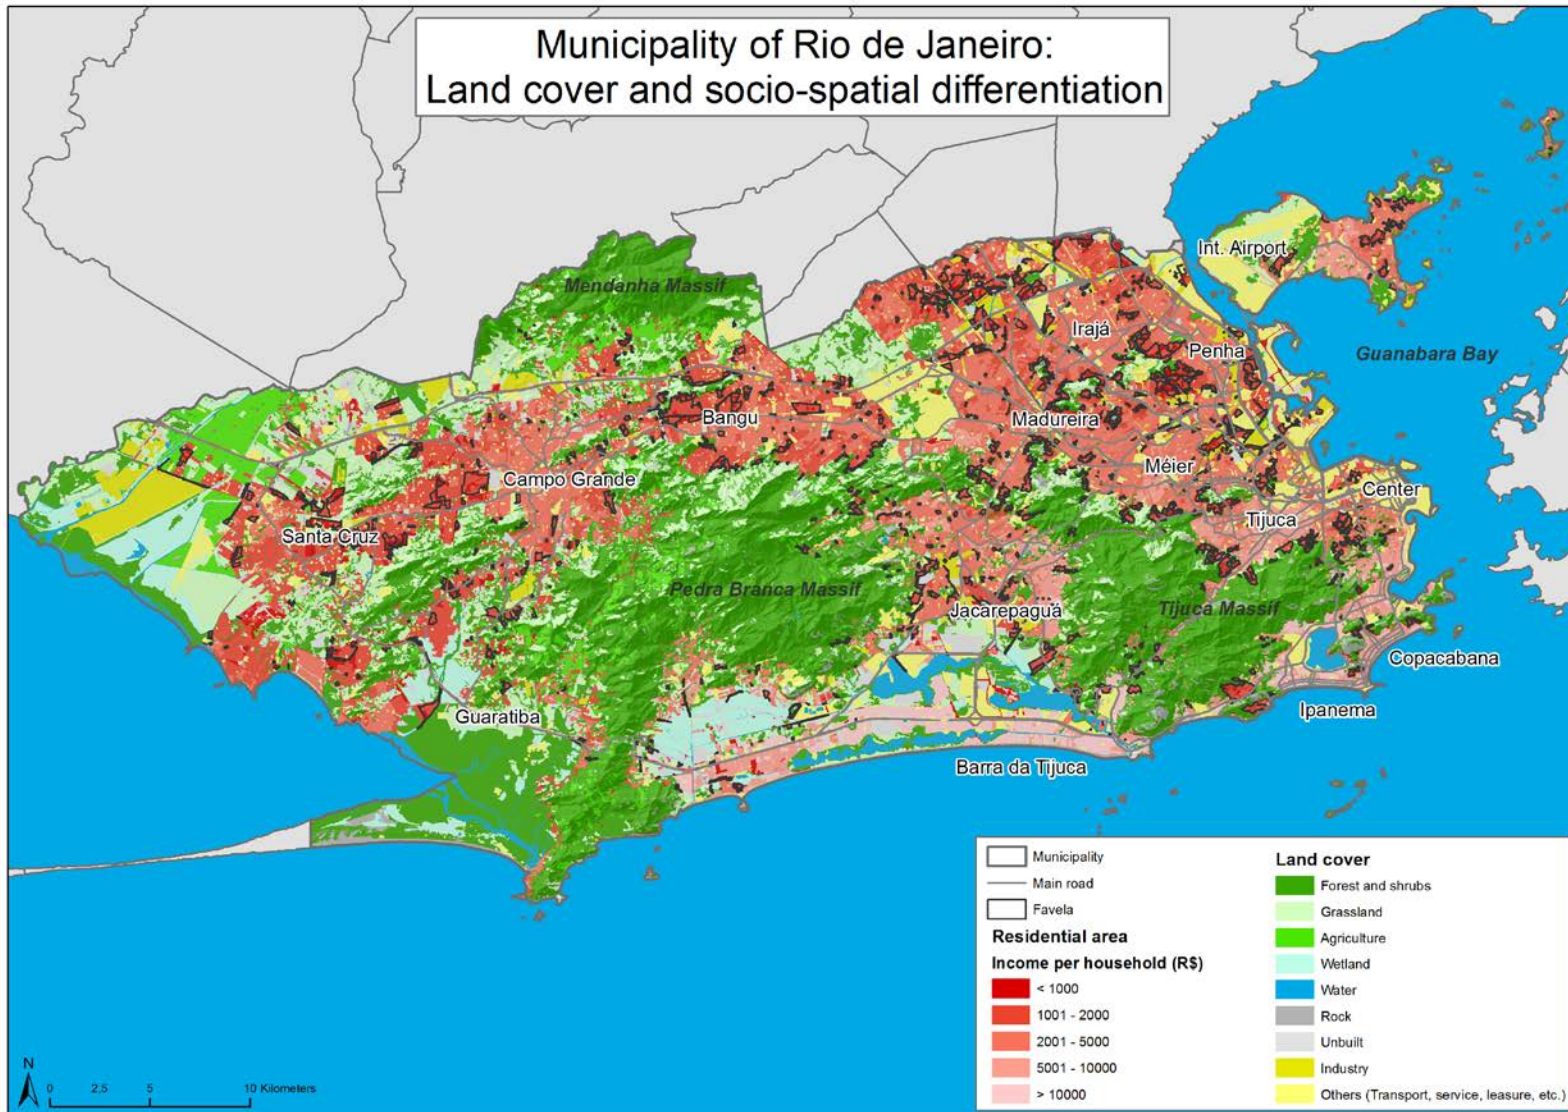 Municipality of Rio de Janeiro:
Land cover and socio-spatial differentiation
Int. Airport
Mendanha Massif
Irajá
Penha
Guanabara Bay
Bangu
Madureira
Campo Grande
Méier
Center
Santa Cruz
Tijuca
Pedra Branca Massif
Jacarepaguá
Tijuca Massif
Copacabana
Guaratiba
Ipanema
Barra da Tijuca
Municipality
Main road
Favela
Residential area
Income per household (R$)
< 1000
1001 - 2000
2001 - 5000
5001 - 10000
> 10000
Land cover
Forest and shrubs
Grassland
Agriculture
Wetland
Water
Rock
Unbuilt
Industry
Others (Transport, service, leasure, etc.)
N
0 2,5 5 10 Kilometers